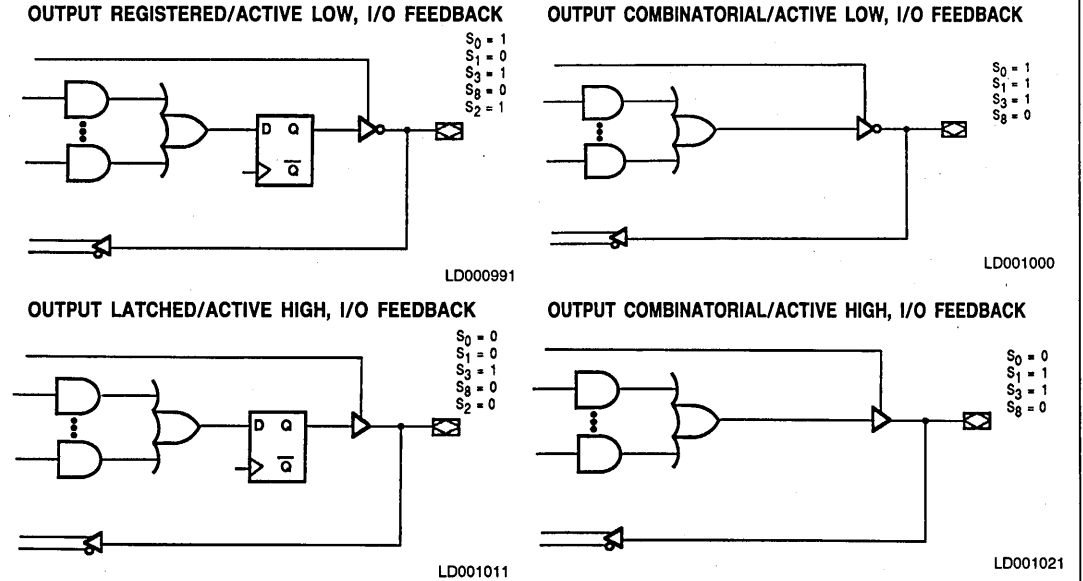 OUTPUT REGISTERED/ACTIVE LOW, I/O FEEDBACK
S0 = 1
S1 = 0
S3 = 1
S8 = 0
S2 = 1
D Q
Q̅
LD000991
OUTPUT COMBINATORIAL/ACTIVE LOW, I/O FEEDBACK
S0 = 1
S1 = 1
S3 = 1
S8 = 0
LD001000
OUTPUT LATCHED/ACTIVE HIGH, I/O FEEDBACK
S0 = 0
S1 = 0
S3 = 1
S8 = 0
S2 = 0
D Q
Q̅
LD001011
OUTPUT COMBINATORIAL/ACTIVE HIGH, I/O FEEDBACK
S0 = 0
S1 = 1
S3 = 1
S8 = 0
LD001021